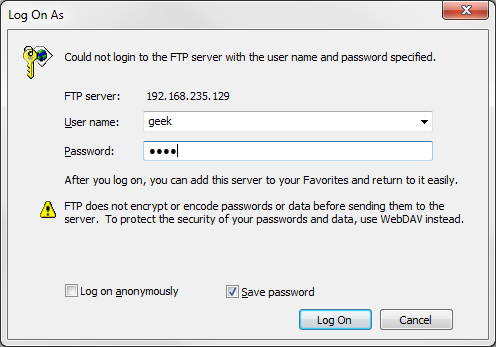 Log On As
Could not login to the FTP server with the user name and password specified.
FTP server: 192.168.235.129
User name: geek
Password: ●●●●
After you log on, you can add this server to your Favorites and return to it easily.
FTP does not encrypt or encode passwords or data before sending them to the
server. To protect the security of your passwords and data, use WebDAV instead.
Log on anonymously Save password
Log On Cancel